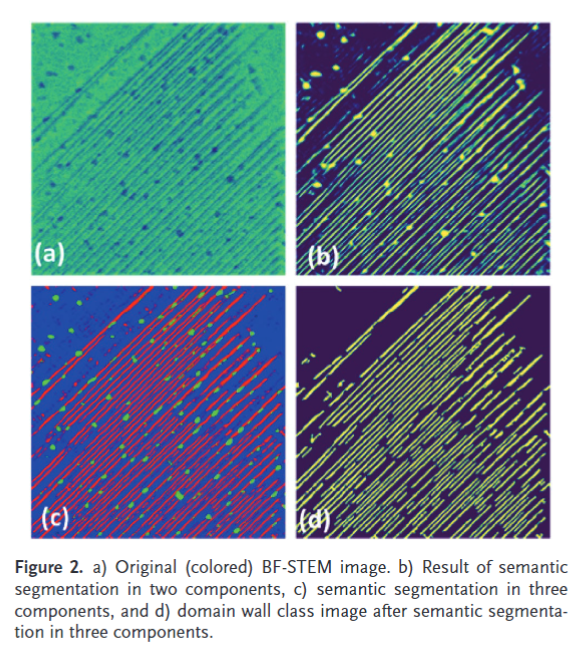 (a)
(b)
(c)
(d)
Figure 2. a) Original (colored) BF-STEM image. b) Result of semantic
segmentation in two components, c) semantic segmentation in three
components, and d) domain wall class image after semantic segmenta-
tion in three components.